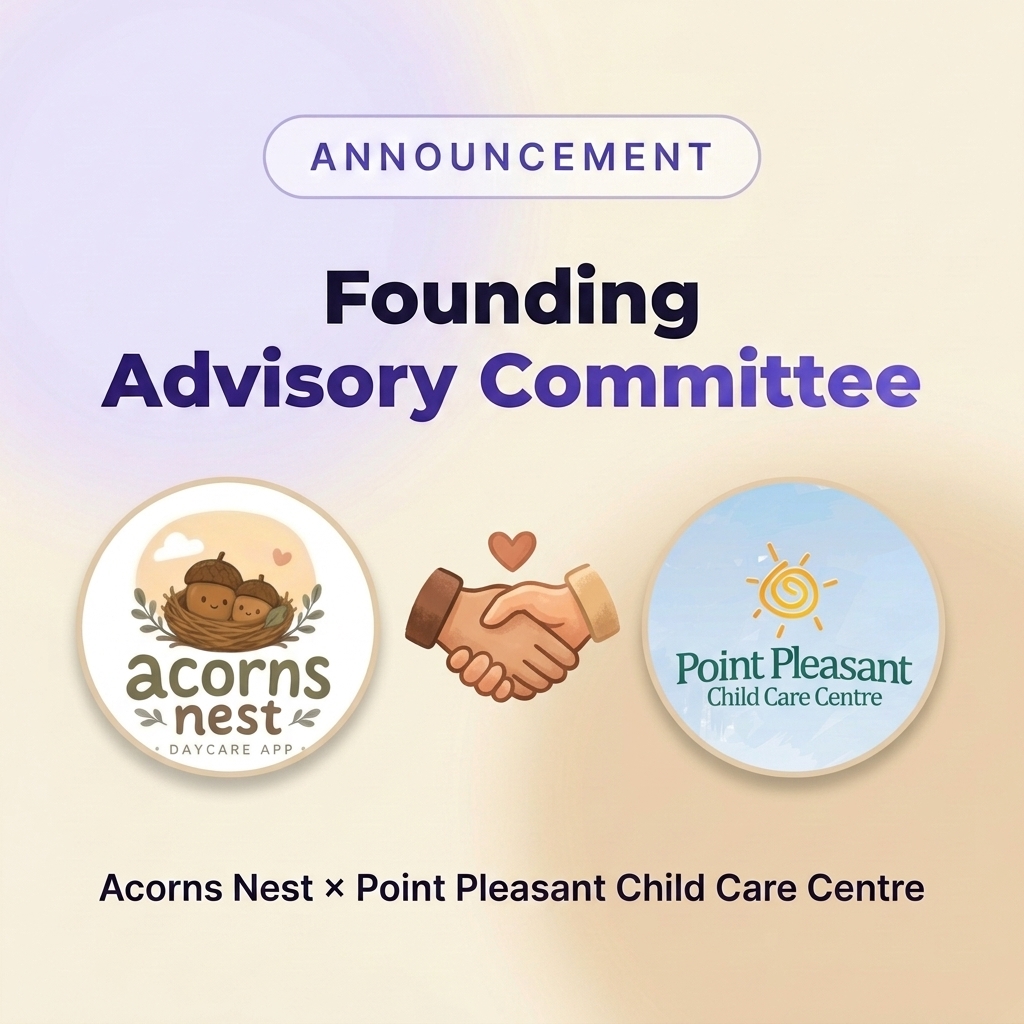 ANNOUNCEMENT
Founding
Advisory Committee
acorns
nest
• DAYCARE APP •
Point Pleasant
Child Care Centre
Acorns Nest × Point Pleasant Child Care Centre